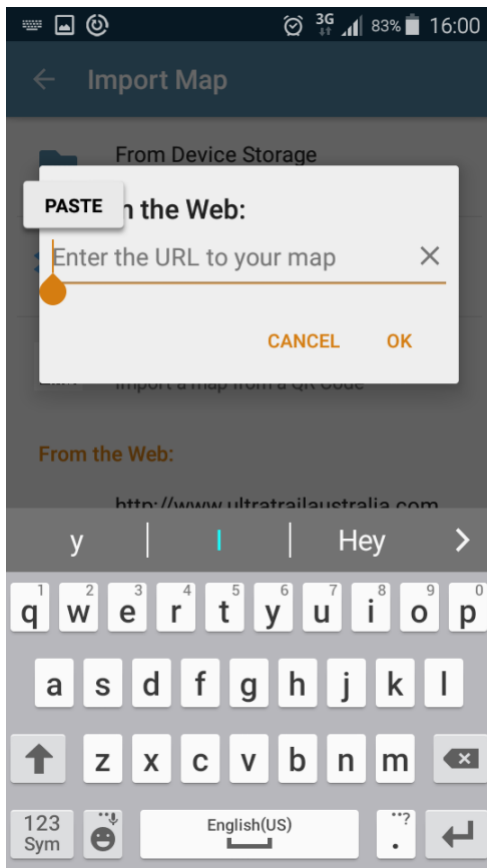 3G 83% 16:00
Import Map
From Device Storage
PASTE
n the Web:
Enter the URL to your map
CANCEL OK
Import a map from a QR Code
From the Web:
http://www.ultratrailaustralia.com
y I Hey
1 2 3 4 5 6 7 8 9 0
q w e r t y u i o p
a s d f g h j k l
z x c v b n m
123 English(US) ..?
Sym .